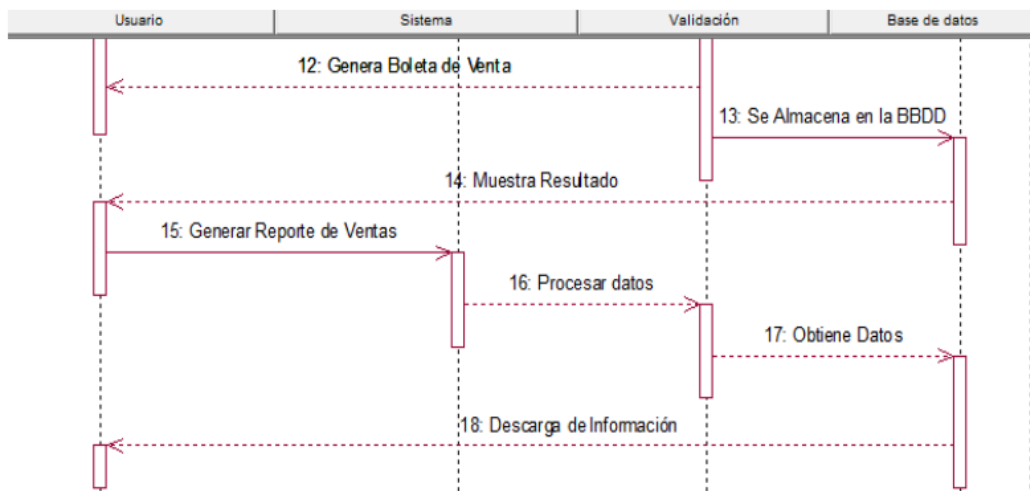 Usuario
Sistema
Validación
Base de datos
12: Genera Boleta de Venta
13: Se Almacena en la BBDD
14: Muestra Resultado
15: Generar Reporte de Ventas
16: Procesar datos
17: Obtiene Datos
18: Descarga de Información